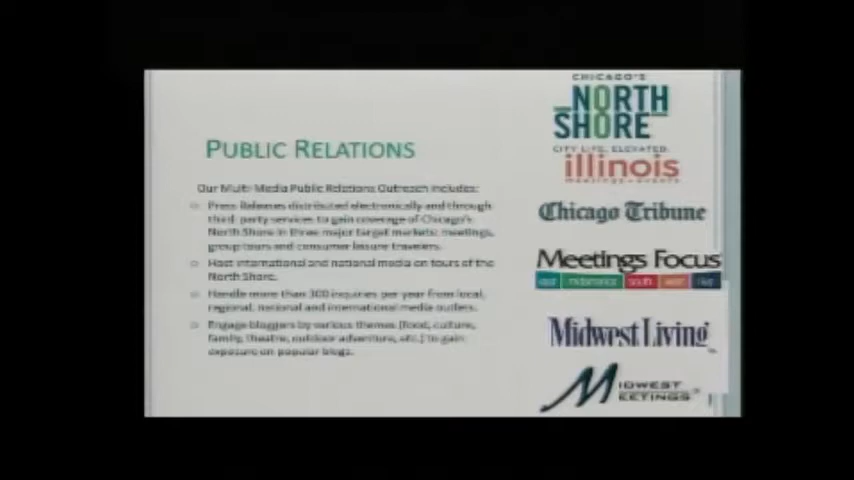 PUBLIC RELATIONS
Our Multi-Media Public Relations Outreach includes:
Press Releases distributed electronically and through
third-party services to gain coverage of Chicago's
North Shore in three major target markets: meetings,
group tours and consumer leisure travelers.
Host international and national media on tours of the
North Shore.
Handle more than 300 inquiries per year from local,
regional, national and international media outlets.
Engage bloggers by various themes (food, culture,
family, theatre, outdoor adventure, etc.) to gain
exposure on popular blogs.
CHICAGO'S
NORTH
SHORE
CITY LIFE, ELEVATED.
illinois
meetings+events
Chicago Tribune
Meetings Focus
east
south
west
Midwest Living
MIDWEST
MEETINGS